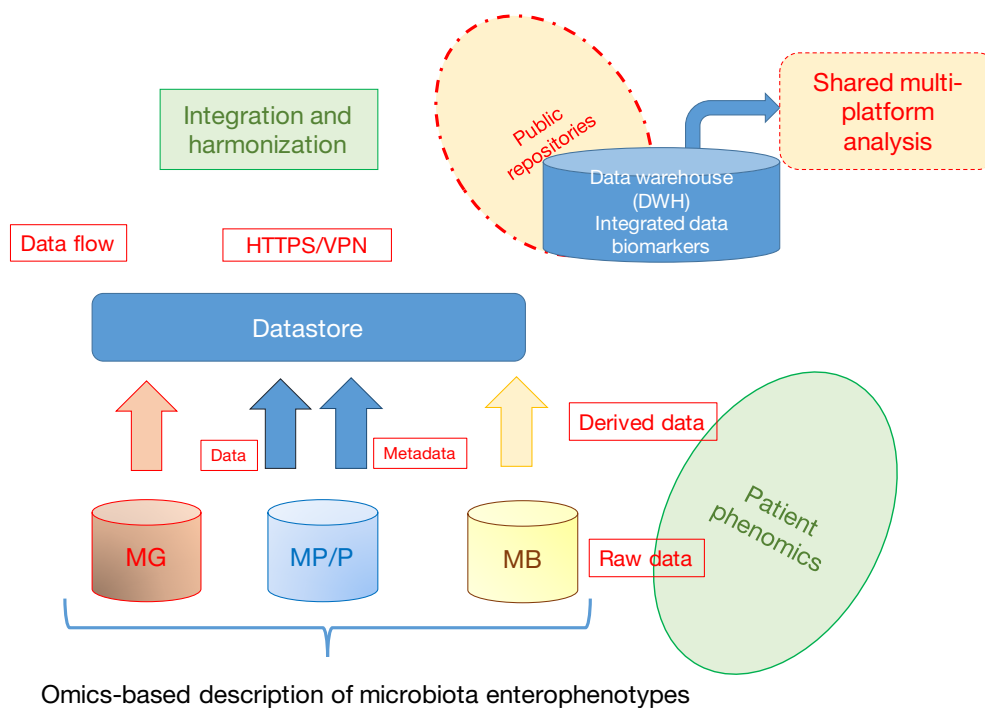 Shared multi-
platform
analysis
Integration and
harmonization
Public
repositories
Data warehouse
(DWH)
Integrated data
biomarkers
Data flow
HTTPS/VPN
Datastore
Derived data
Data
Metadata
Patient
phenomics
MG
MP/P
MB
Raw data
Omics-based description of microbiota enterophenotypes